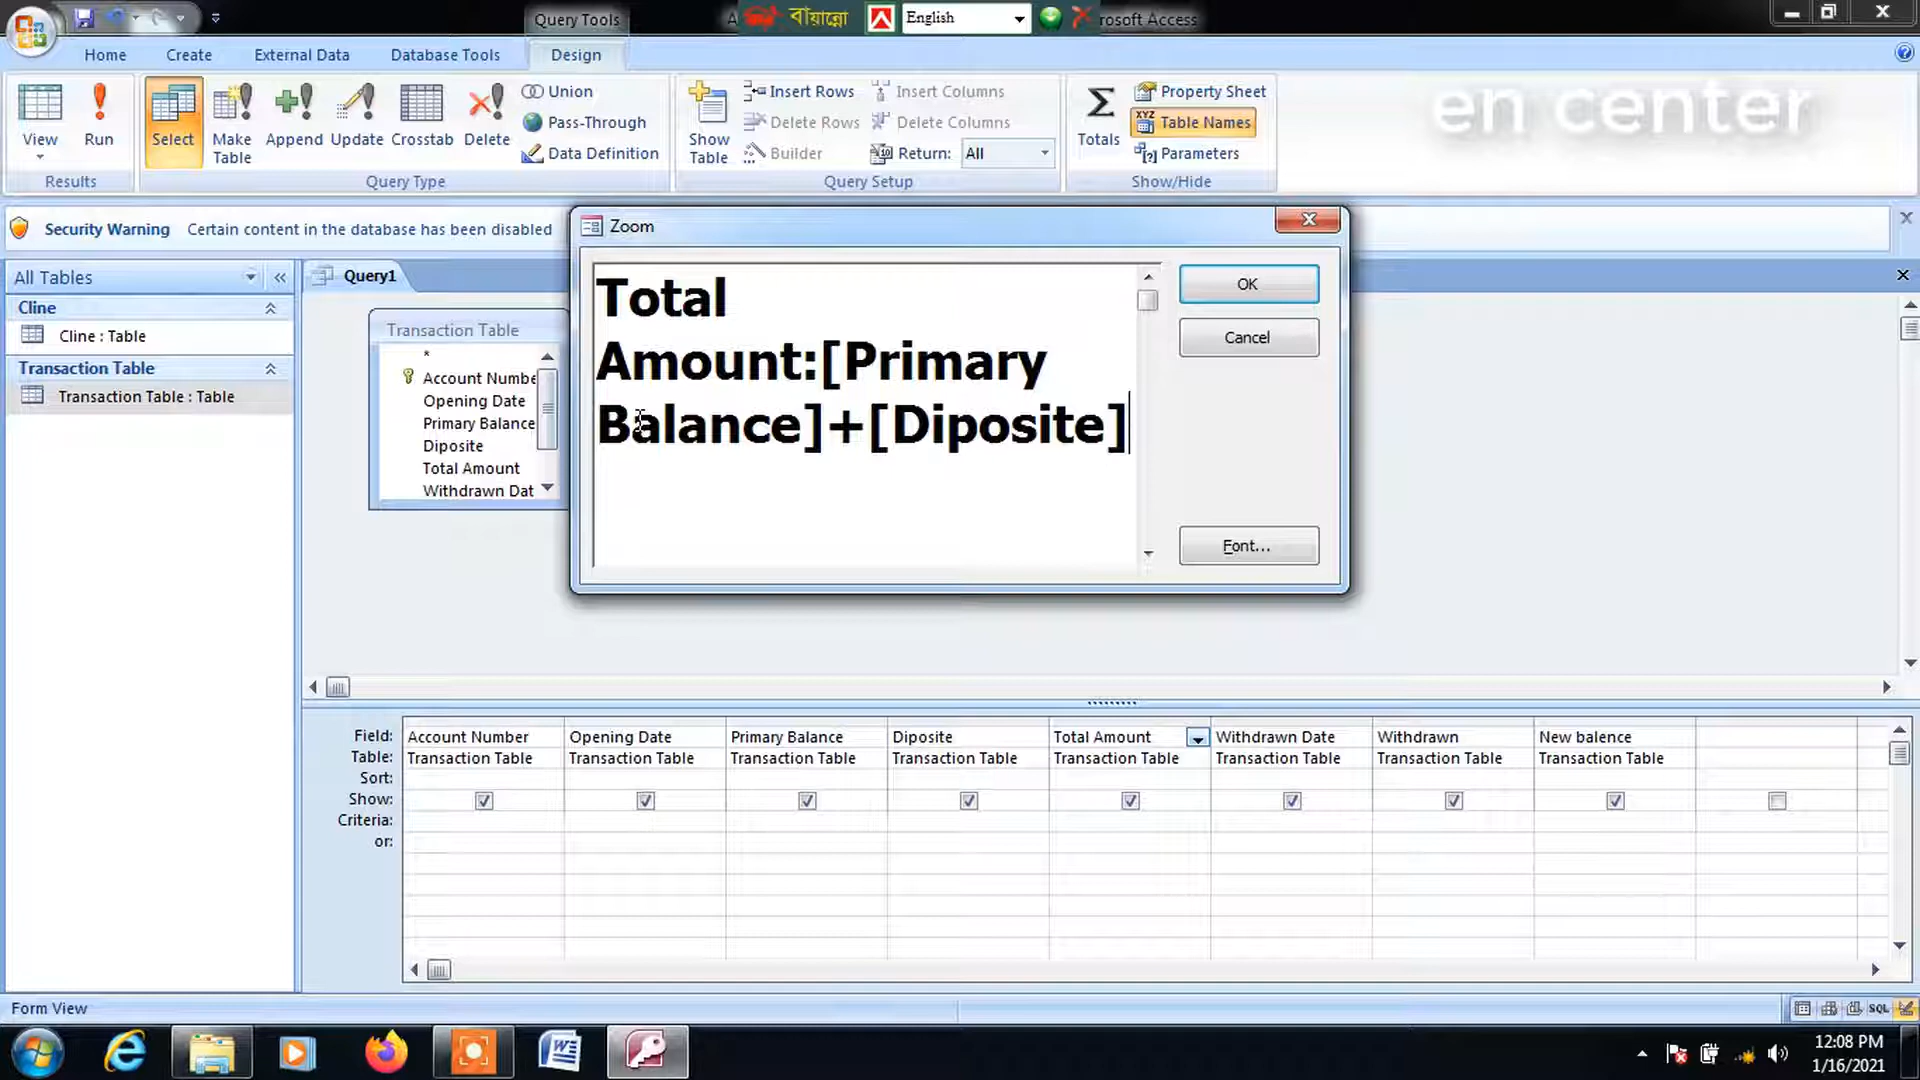 Query Tools
A
বাঁয়ান্নো
English
rosoft Access
Home
Create
External Data
Database Tools
Design
View
Run
Select
Make
Table
Append
Update
Crosstab
Delete
Union
Pass-Through
Data Definition
Show
Table
Insert Rows
Delete Rows
Builder
Insert Columns
Delete Columns
Return:
All
Totals
Property Sheet
Table Names
Parameters
en center
Results
Query Type
Query Setup
Show/Hide
Security Warning
Certain content in the database has been disabled
All Tables
Cline
Cline : Table
Transaction Table
Transaction Table : Table
Query1
Transaction Table
*
Account Numbe
Opening Date
Primary Balance
Diposite
Total Amount
Withdrawn Dat
Zoom
Total
Amount:[Primary
Balance]+[Diposite]
OK
Cancel
Font...
Field: Account Number Opening Date Primary Balance Diposite Total Amount Withdrawn Date Withdrawn New balence
Table: Transaction Table Transaction Table Transaction Table Transaction Table Transaction Table Transaction Table Transaction Table Transaction Table
Sort:
Show:
Criteria:
or:
Form View
SQL
12:08 PM
1/16/2021